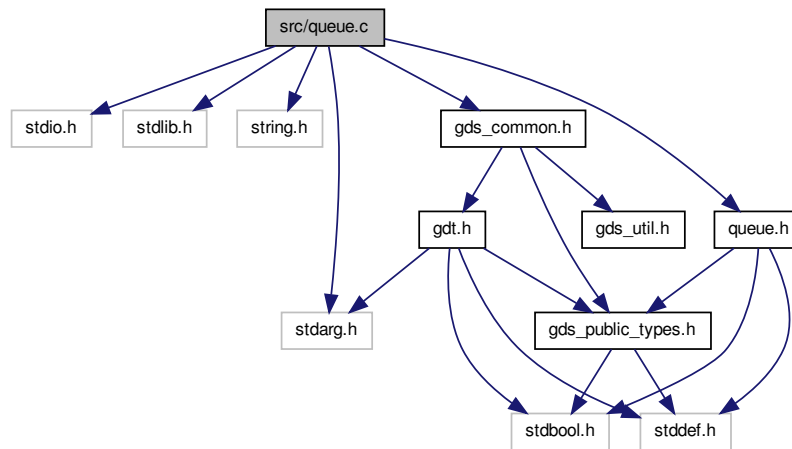 src/queue.c
stdio.h
stdlib.h
string.h
gds_common.h
gdt.h
gds_util.h
queue.h
stdarg.h
gds_public_types.h
stdbool.h
stddef.h